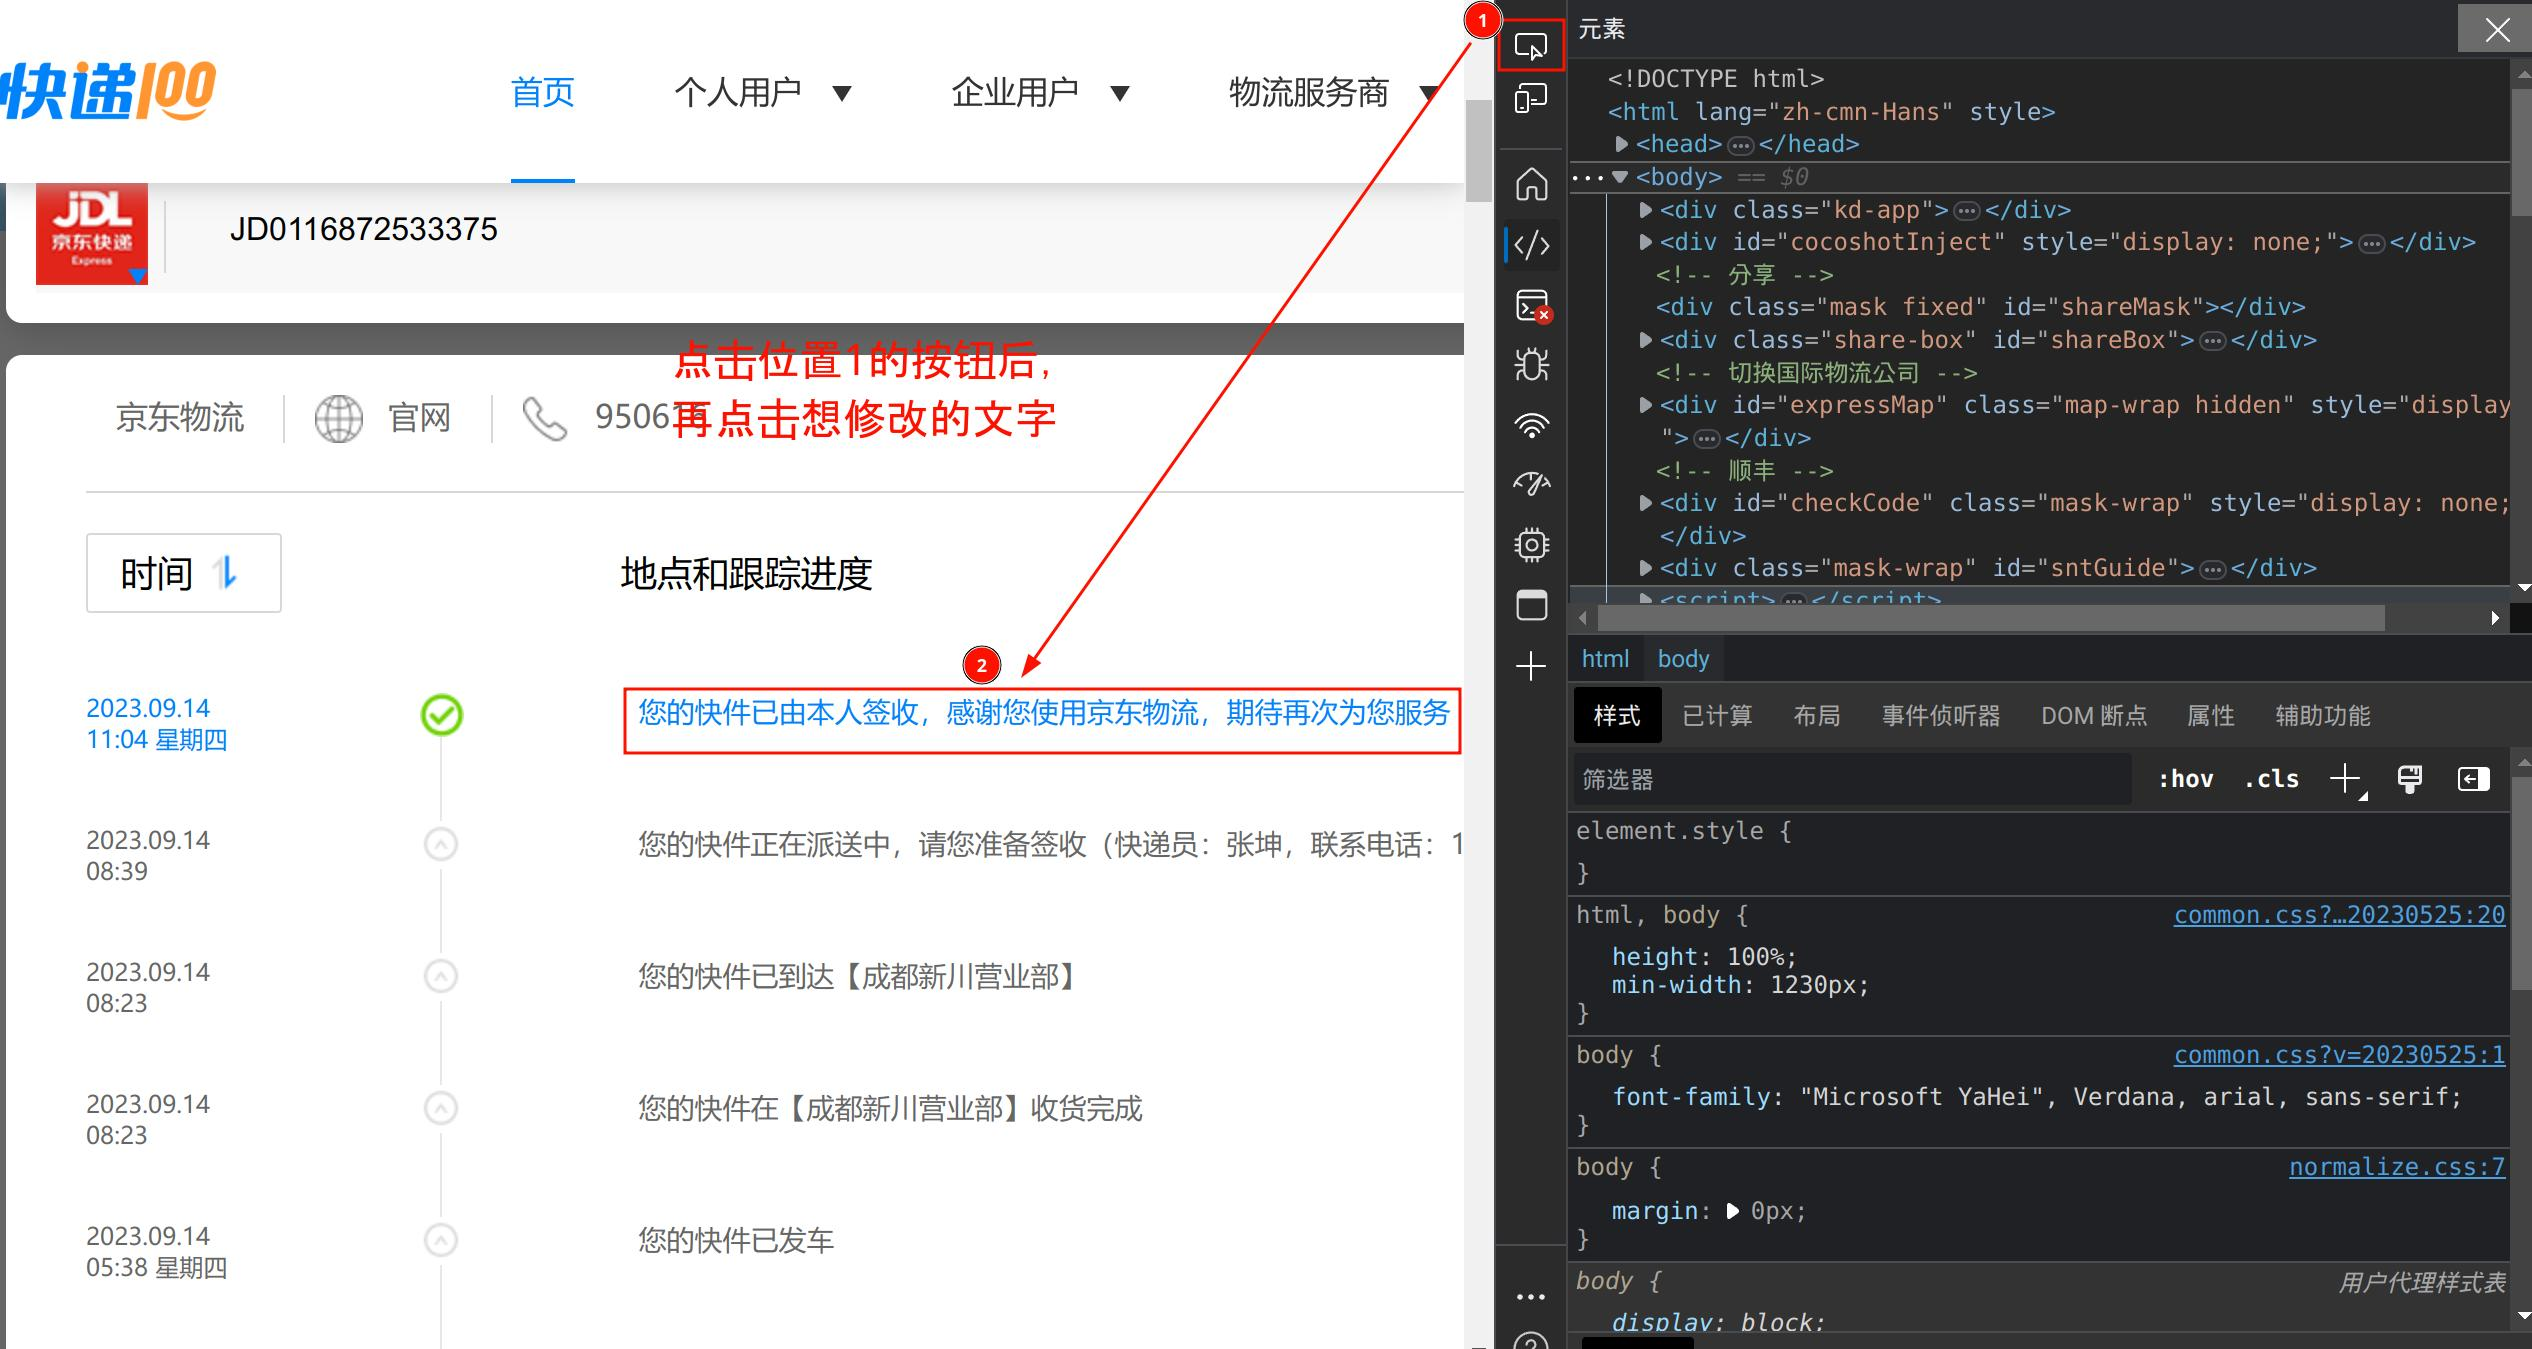 快递100
首页
个人用户 ▼
企业用户 ▼
物流服务商 ▼
1
JDL
京东快递
Express
JD0116872533375
点击位置1的按钮后，
再点击想修改的文字
京东物流
官网
95061
时间
地点和跟踪进度
2
2023.09.14
11:04 星期四
您的快件已由本人签收，感谢您使用京东物流，期待再次为您服务
2023.09.14
08:39
您的快件正在派送中，请您准备签收（快递员：张坤，联系电话：1
2023.09.14
08:23
您的快件已到达【成都新川营业部】
2023.09.14
08:23
您的快件在【成都新川营业部】收货完成
2023.09.14
05:38 星期四
您的快件已发车
元素
<!DOCTYPE html>
<html lang="zh-cmn-Hans" style>
<head>…</head>
<body> == $0
<div class="kd-app">…</div>
<div id="cocoshotInject" style="display: none;">…</div>
<!-- 分享 -->
<div class="mask fixed" id="shareMask"></div>
<div class="share-box" id="shareBox">…</div>
<!-- 切换国际物流公司 -->
<div id="expressMap" class="map-wrap hidden" style="display
">…</div>
<!-- 顺丰 -->
<div id="checkCode" class="mask-wrap" style="display: none;
</div>
<div class="mask-wrap" id="sntGuide">…</div>
<script>…</script>
html body
样式 已计算 布局 事件侦听器 DOM 断点 属性 辅助功能
筛选器
:hov .cls
element.style {
}
html, body {
common.css?…20230525:20
height: 100%;
min-width: 1230px;
}
body {
common.css?v=20230525:1
font-family: "Microsoft YaHei", Verdana, arial, sans-serif;
}
body {
normalize.css:7
margin: 0px;
}
body {
用户代理样式表
display: block;